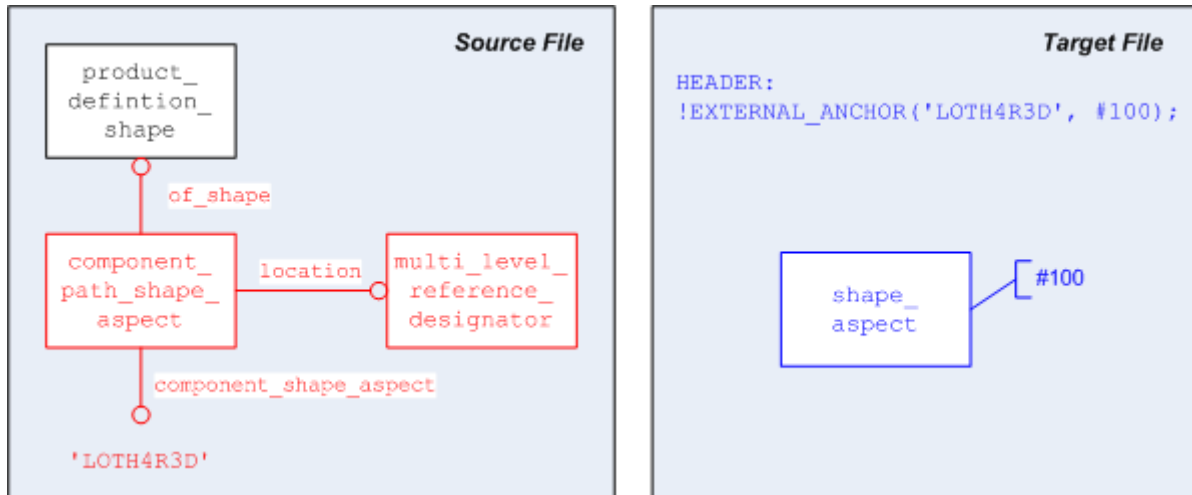 Source File
product_
defintion_
shape
of_shape
component_
path_shape_
aspect
location
multi_level_
reference_
designator
component_shape_aspect
'LOTH4R3D'
Target File
HEADER:
!EXTERNAL_ANCHOR('LOTH4R3D', #100);
shape_
aspect
#100